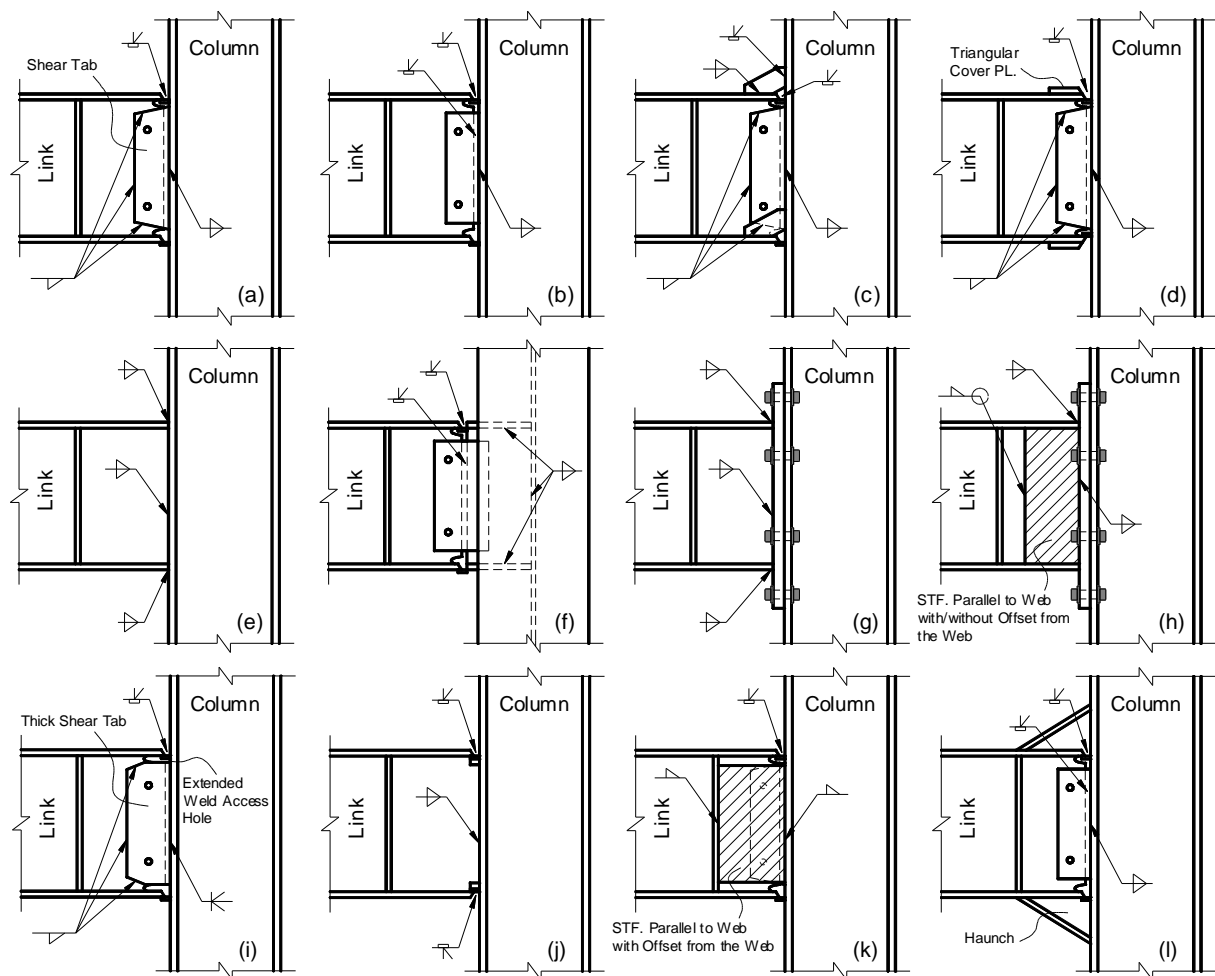 Column
Shear Tab
Link
(a)
Column
Link
(b)
Column
Link
(c)
Column
Triangular
Cover PL.
Link
(d)
Column
Link
(e)
Column
Link
(f)
Column
Link
(g)
Column
Link
STF. Parallel to Web
with/without Offset from
the Web
(h)
Column
Thick Shear Tab
Link
Extended
Weld Access
Hole
(i)
Column
Link
(j)
Column
Link
STF. Parallel to Web
with Offset from the Web
(k)
Column
Link
Haunch
(l)